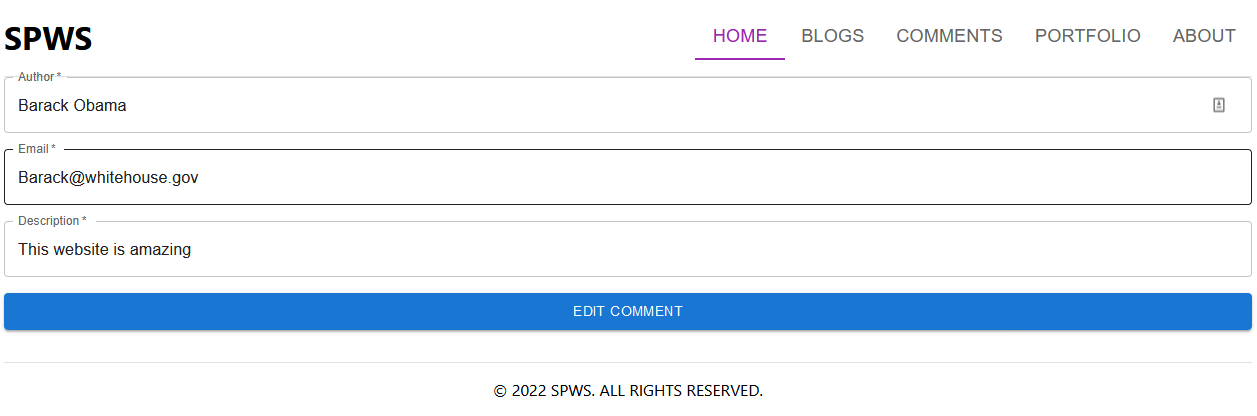 SPWS HOME BLOGS COMMENTS PORTFOLIO ABOUT
Author *
Barack Obama
Email *
Barack@whitehouse.gov
Description *
This website is amazing
EDIT COMMENT
© 2022 SPWS. ALL RIGHTS RESERVED.